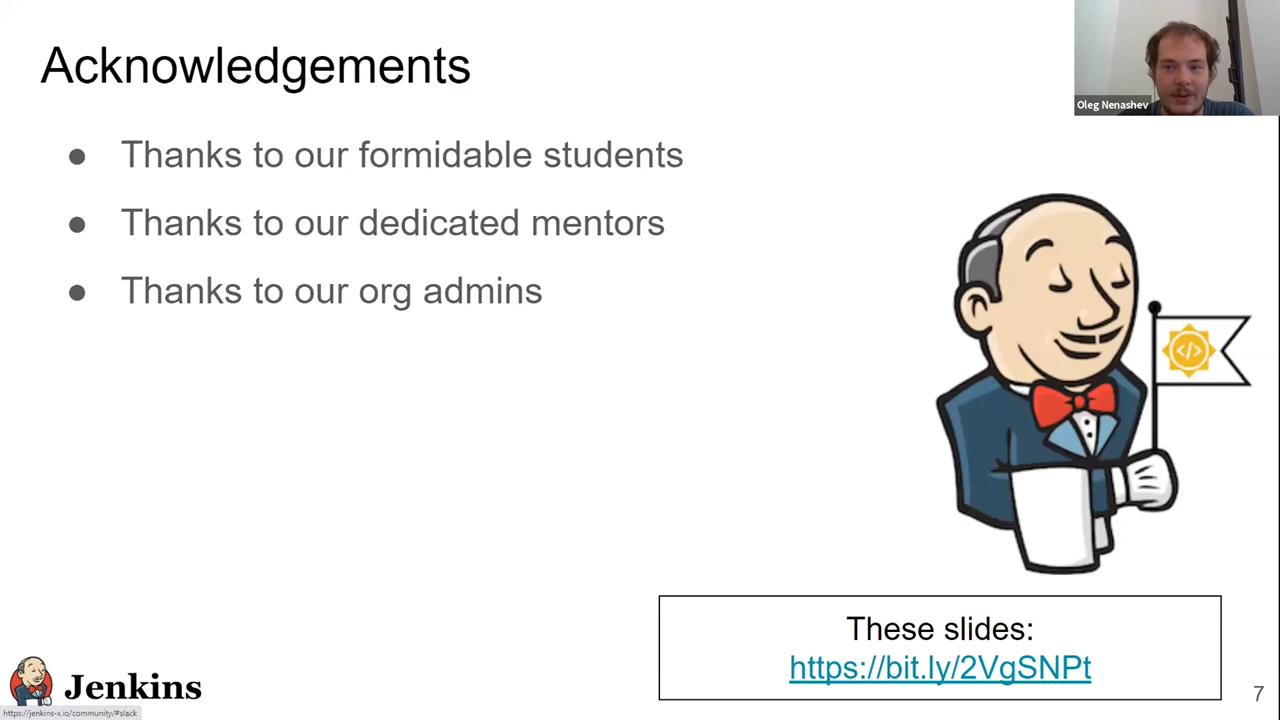 Acknowledgements
Oleg Nenashev
● Thanks to our formidable students
● Thanks to our dedicated mentors
● Thanks to our org admins
</>
These slides:
https://bit.ly/2VgSNPt
Jenkins
7
https://jenkins-x.io/community/#slack